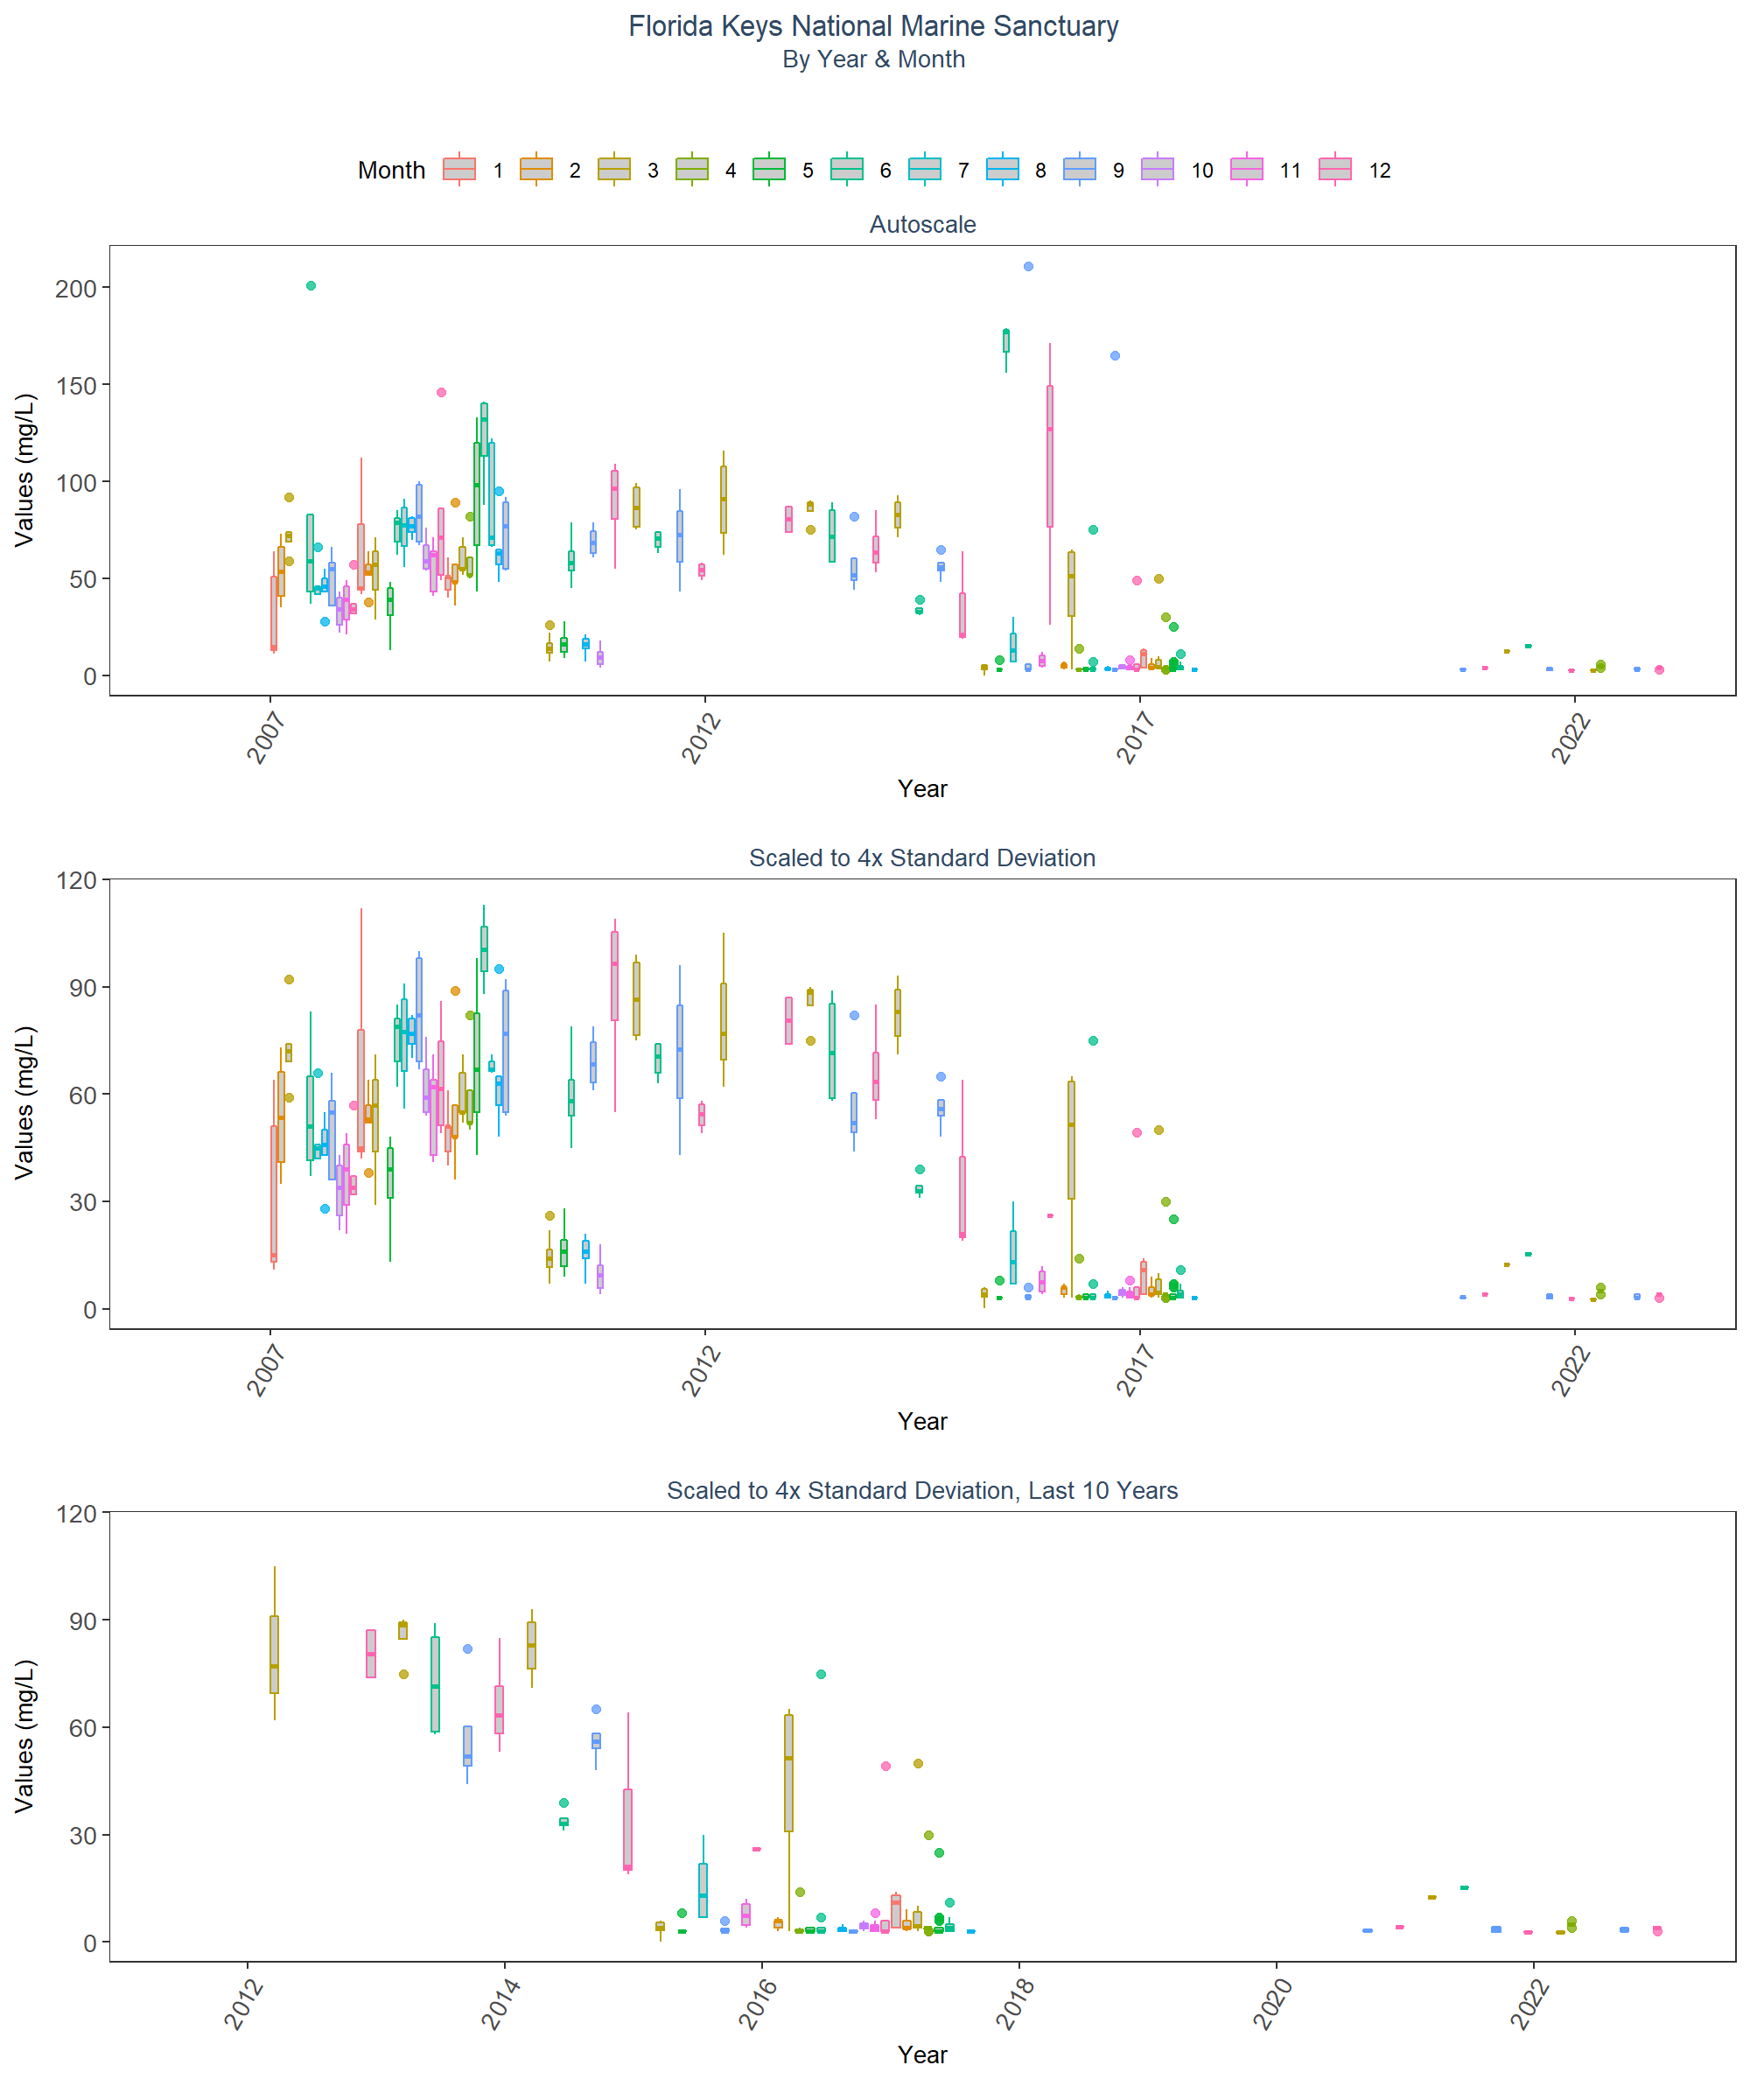 Florida Keys National Marine Sanctuary
By Year & Month
Month 1 2 3 4 5 6 7 8 9 10 11 12
Autoscale
Values (mg/L)
200
150
100
50
0
2007 2012 2017 2022
Year
Scaled to 4x Standard Deviation
Values (mg/L)
120
90
60
30
0
2007 2012 2017 2022
Year
Scaled to 4x Standard Deviation, Last 10 Years
Values (mg/L)
120
90
60
30
0
2012 2014 2016 2018 2020 2022
Year